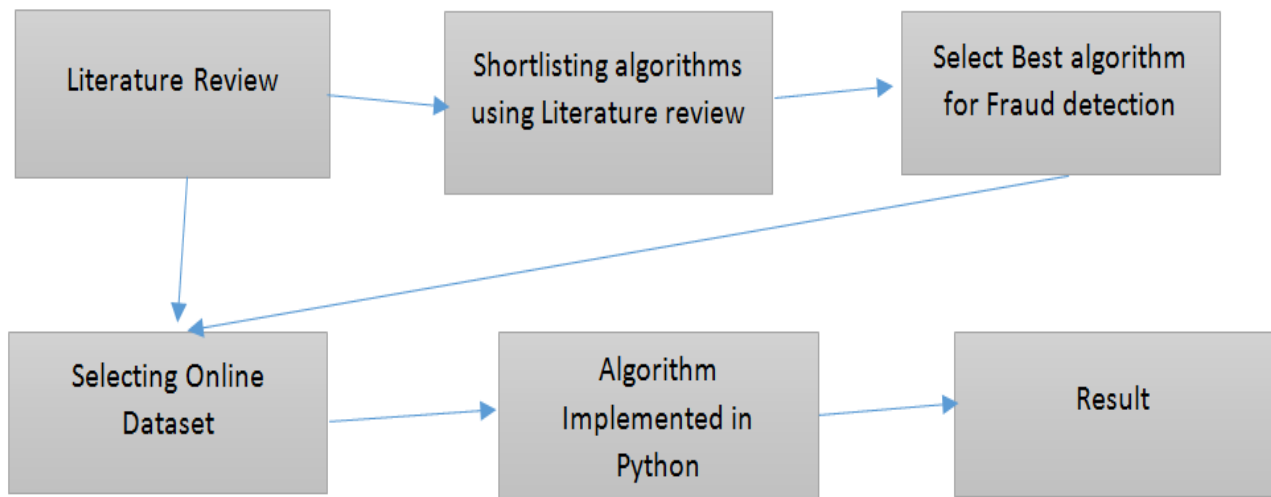 Literature Review
Shortlisting algorithms
using Literature review
Select Best algorithm
for Fraud detection
Selecting Online
Dataset
Algorithm
Implemented in
Python
Result